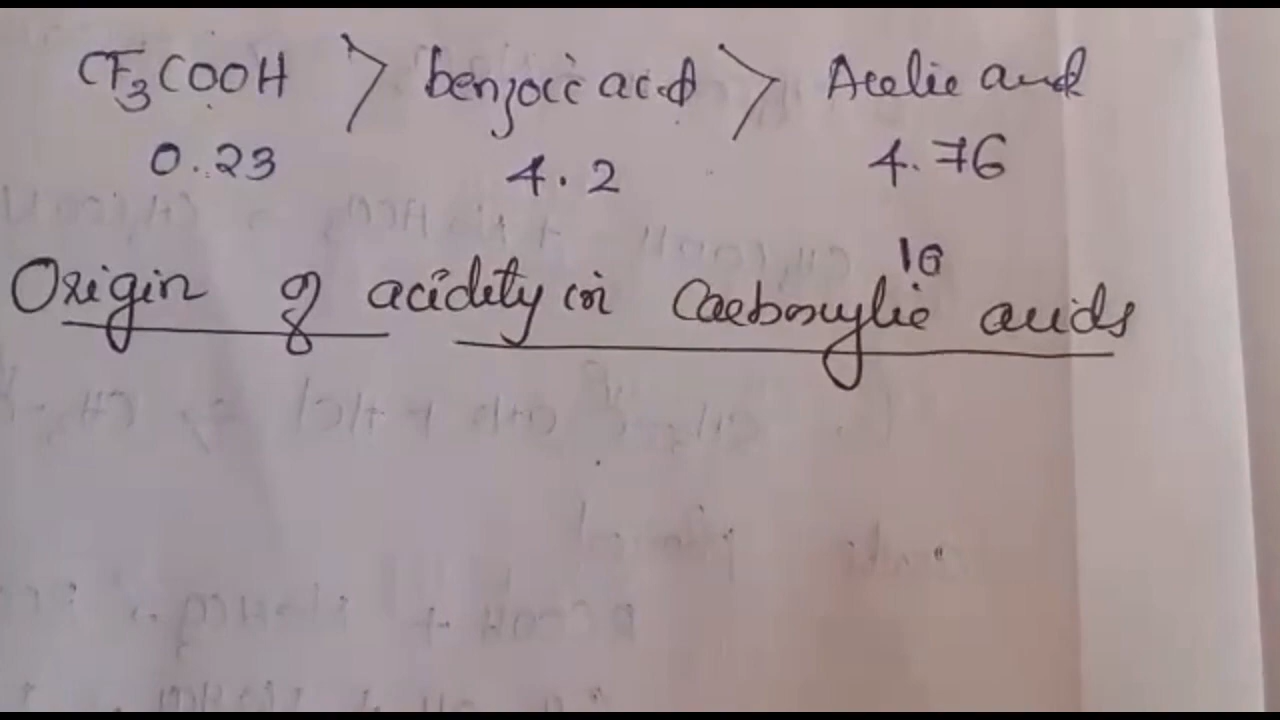 CF3COOH > benzoic acid > Acetic acid
0.23 4.2 4.76
16
Origin of acidity in Carboxylic acids